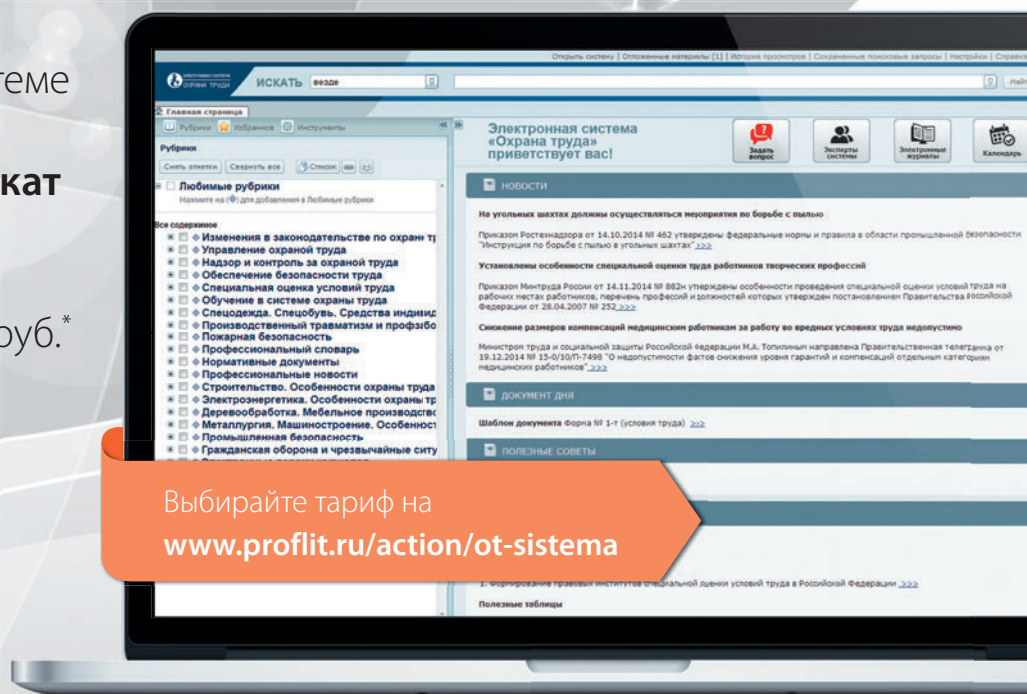 теме
кат
руб.*
Открыть систему | Отложенные материалы [1] | История просмотров | Сохраненные поисковые запросы | Настройки | Справка
ОХРАНА ТРУДА
ИСКАТЬ везде
Главная страница
Рубрики Избранное Инструменты
Рубрики
Снять отметки Свернуть все Список
Любимые рубрики
Нажмите на ( ) для добавления в Любимые рубрики
Все содержимое
Изменения в законодательстве по охране тр
Управление охраной труда
Надзор и контроль за охраной труда
Обеспечение безопасности труда
Специальная оценка условий труда
Обучение в системе охраны труда
Спецодежда. Спецобувь. Средства индивид
Производственный травматизм и профзабо
Пожарная безопасность
Профессиональный словарь
Нормативные документы
Профессиональные новости
Строительство. Особенности охраны труда
Электроэнергетика. Особенности охраны тр
Деревообработка. Мебельное производство
Металлургия. Машиностроение. Особенност
Промышленная безопасность
Гражданская оборона и чрезвычайные ситу
Электронная система
«Охрана труда»
приветствует вас!
Задать вопрос
Эксперты системы
Электронные журналы
Календарь
НОВОСТИ
На угольных шахтах должны осуществляться мероприятия по борьбе с пылью
Приказом Ростехнадзора от 14.10.2014 № 462 утверждены федеральные нормы и правила в области промышленной безопасности
"Инструкция по борьбе с пылью в угольных шахтах" >>>
Установлены особенности специальной оценки труда работников творческих профессий
Приказом Минтруда России от 14.11.2014 № 882н утверждены особенности проведения специальной оценки условий труда на
рабочих местах работников, перечень профессий и должностей которых утвержден постановлением Правительства Российской
Федерации от 28.04.2007 № 252 >>>
Снижение размеров компенсаций медицинским работникам за работу во вредных условиях труда недопустимо
Министром труда и социальной защиты Российской Федерации М.А. Топилиным направлена Правительственная телеграмма от
19.12.2014 № 15-0/10/П-7498 "О недопустимости фактов снижения уровня гарантий и компенсаций отдельным категориям
медицинских работников" >>>
ДОКУМЕНТ ДНЯ
Шаблон документа Форма № 1-т (условия труда) >>>
ПОЛЕЗНЫЕ СОВЕТЫ
Выбирайте тариф на
www.proflit.ru/action/ot-sistema
1. Формирование правовых институтов специальной оценки условий труда в Российской Федерации >>>
Полезные таблицы